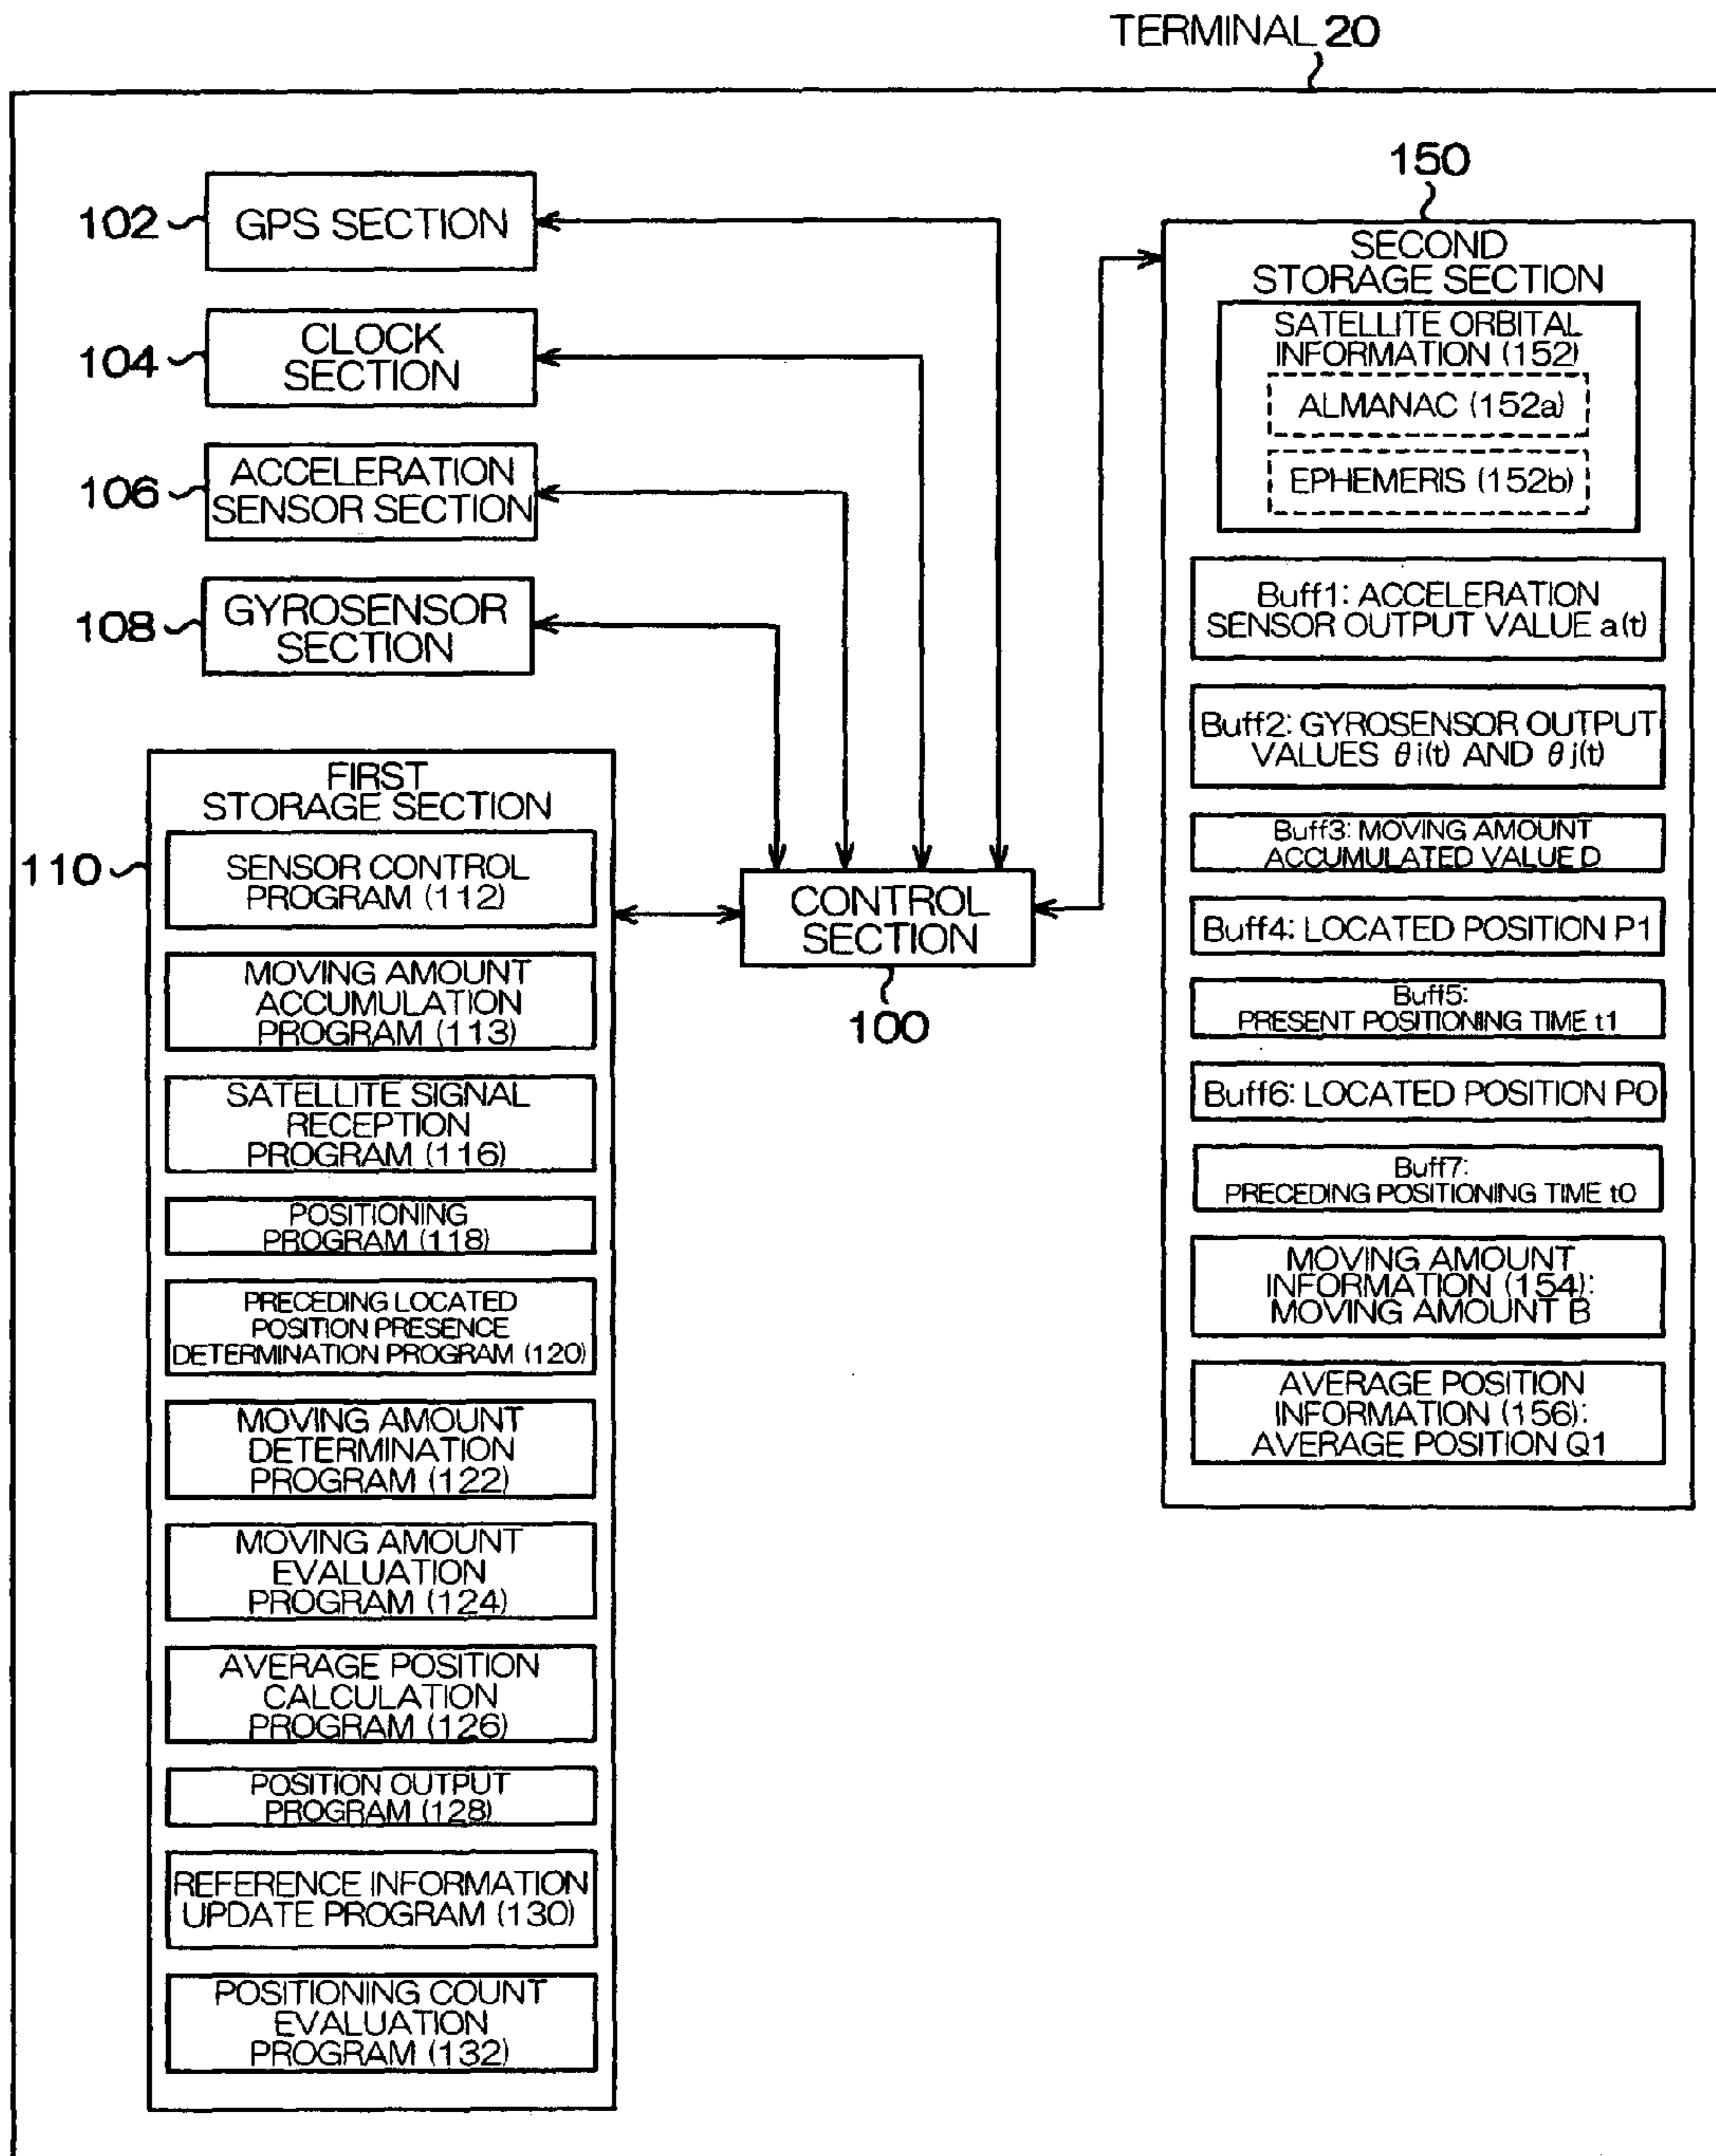 TERMINAL 20
102
GPS SECTION
104
CLOCK
SECTION
106
ACCELERATION
SENSOR SECTION
108
GYROSENSOR
SECTION
110
FIRST
STORAGE SECTION
SENSOR CONTROL
PROGRAM (112)
MOVING AMOUNT
ACCUMULATION
PROGRAM (113)
SATELLITE SIGNAL
RECEPTION
PROGRAM (116)
POSITIONING
PROGRAM (118)
PRECEDING LOCATED
POSITION PRESENCE
DETERMINATION PROGRAM (120)
MOVING AMOUNT
DETERMINATION
PROGRAM (122)
MOVING AMOUNT
EVALUATION
PROGRAM (124)
AVERAGE POSITION
CALCULATION
PROGRAM (126)
POSITION OUTPUT
PROGRAM (128)
REFERENCE INFORMATION
UPDATE PROGRAM (130)
POSITIONING COUNT
EVALUATION
PROGRAM (132)
CONTROL
SECTION
100
150
SECOND
STORAGE SECTION
SATELLITE ORBITAL
INFORMATION (152)
ALMANAC (152a)
EPHEMERIS (152b)
Buff1: ACCELERATION
SENSOR OUTPUT VALUE a(t)
Buff2: GYROSENSOR OUTPUT
VALUES θi(t) AND θj(t)
Buff3: MOVING AMOUNT
ACCUMULATED VALUE D
Buff4: LOCATED POSITION P1
Buff5:
PRESENT POSITIONING TIME t1
Buff6: LOCATED POSITION P0
Buff7:
PRECEDING POSITIONING TIME t0
MOVING AMOUNT
INFORMATION (154):
MOVING AMOUNT B
AVERAGE POSITION
INFORMATION (156):
AVERAGE POSITION Q1